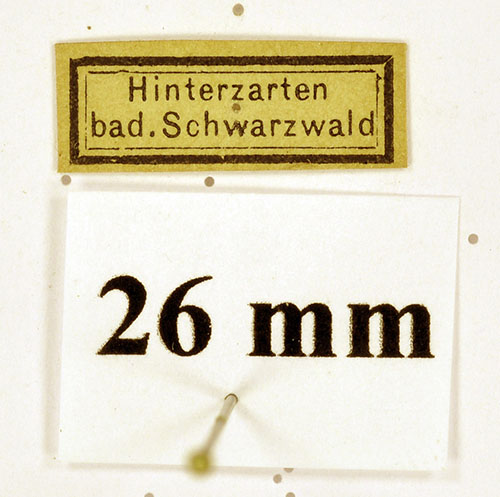 Hinterzarten
bad. Schwarzwald
26 mm